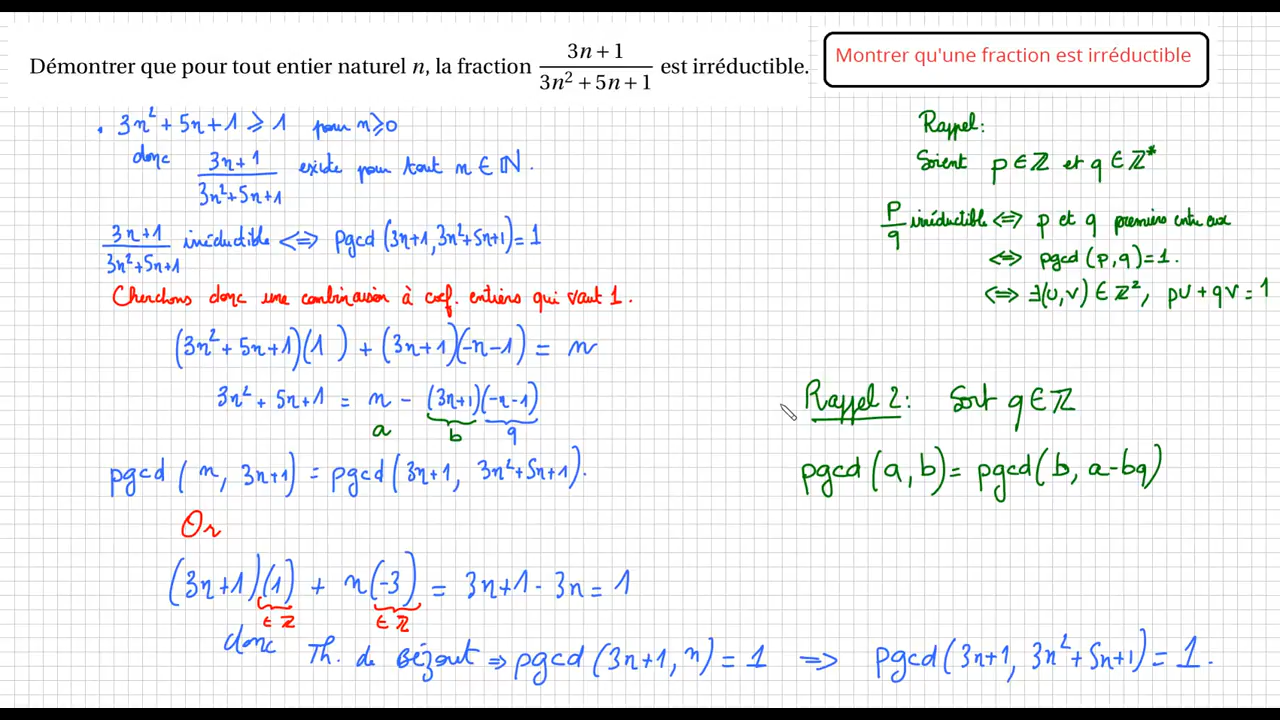 Démontrer que pour tout entier naturel n, la fraction (3n + 1)/(3n² + 5n + 1) est irréductible.
Montrer qu'une fraction est irréductible
. 3n² + 5n + 1 ⩾ 1 pour n ⩾ 0
donc (3n+1)/(3n²+5n+1) existe pour tout n ∈ ℕ.
(3n+1)/(3n²+5n+1) irréductible <=> pgcd (3n+1, 3n²+5n+1) = 1
Cherchons donc une combinaison à coef. entiers qui vaut 1.
(3n² + 5n + 1)(1 ) + (3n+1)(-n-1) = n
3n² + 5n + 1 = n - (3n+1)(-n-1)
a b q
pgcd ( n, 3n+1) = pgcd (3n+1, 3n²+5n+1).
Or
(3n+1)(1) + n(-3) = 3n+1 - 3n = 1
∈ ℤ ∈ ℤ
donc Th. de Bézout => pgcd (3n+1, n) = 1 => pgcd (3n+1, 3n²+5n+1) = 1.
Rappel:
Soient p ∈ ℤ et q ∈ ℤ*
p/q irréductible <=> p et q premiers entre eux
<=> pgcd (p, q) = 1.
<=> ∃(U,V) ∈ ℤ², pU + qV = 1
Rappel 2: Soit q ∈ ℤ
pgcd (a, b) = pgcd (b, a-bq)